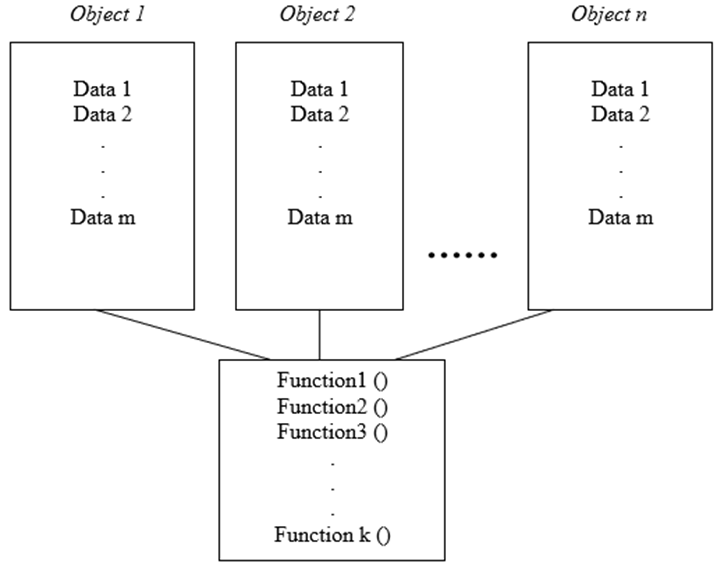 Object 1
Object 2
Object n
Data 1
Data 2
.
.
.
Data m
Data 1
Data 2
.
.
.
Data m
......
Data 1
Data 2
.
.
.
Data m
Function1 ()
Function2 ()
Function3 ()
.
.
.
Function k ()